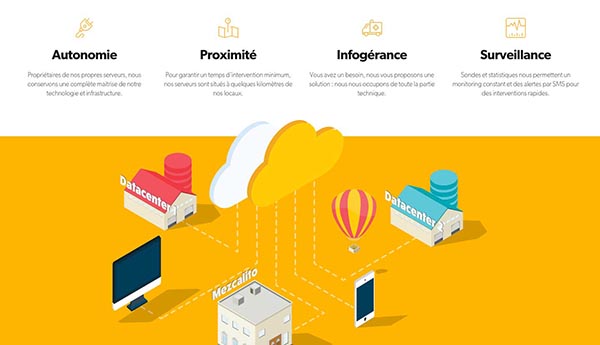 Autonomie
Propriétaires de nos propres serveurs, nous
conservons une complète maitrise de notre
technologie et infrastructure.
Proximité
Pour garantir un temps d'intervention minimum,
nos serveurs sont situés à quelques kilomètres de
nos locaux.
Infogérance
Vous avez un besoin, nous vous proposons une
solution : nous nous occupons de toute la partie
technique.
Surveillance
Sondes et statistiques nous permettent un
monitoring constant et des alertes par SMS pour
des interventions rapides.
Datacenter 1
Datacenter 2
Mezcalito